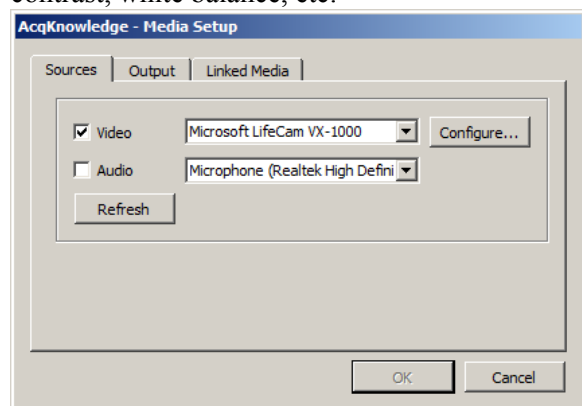 contrast, white balance, etc.
AcqKnowledge - Media Setup
Sources Output Linked Media
Video Microsoft LifeCam VX-1000 Configure...
Audio Microphone (Realtek High Defini
Refresh
OK Cancel